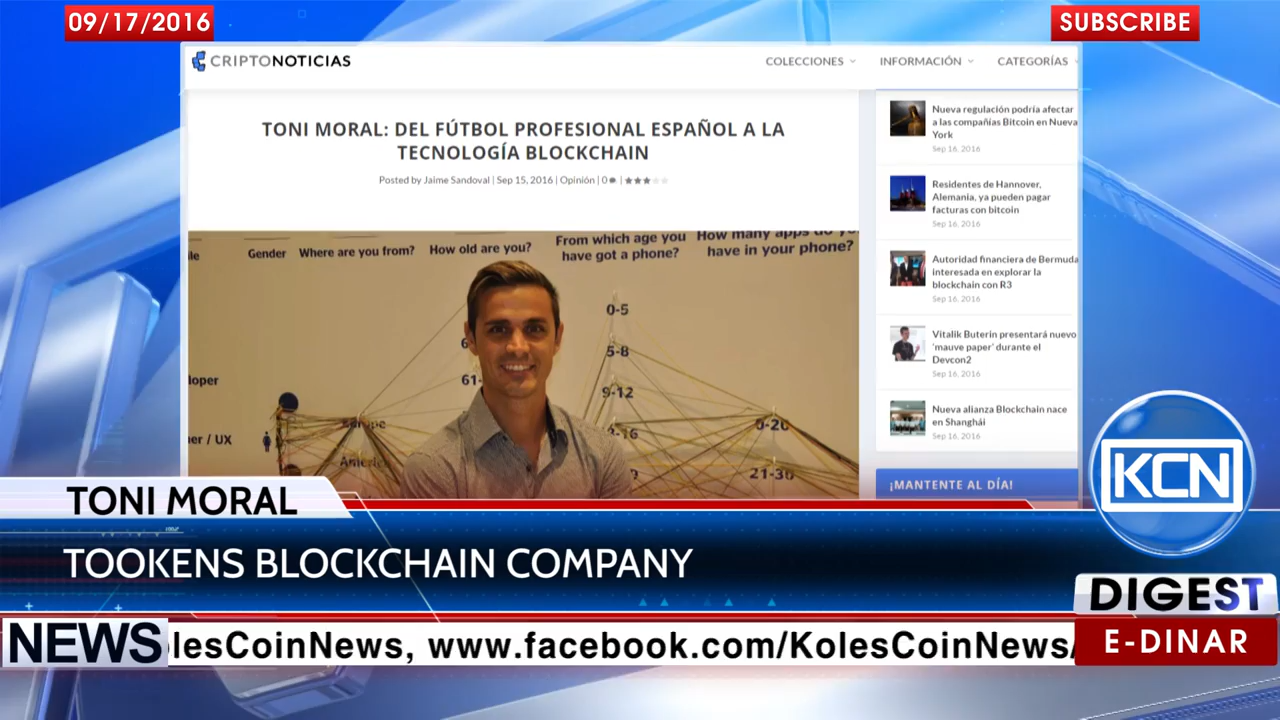 09/17/2016
SUBSCRIBE
CRIPTONOTICIAS
COLECCIONES
INFORMACIÓN
CATEGORÍAS
TONI MORAL: DEL FÚTBOL PROFESIONAL ESPAÑOL A LA
TECNOLOGÍA BLOCKCHAIN
Posted by Jaime Sandoval | Sep 15, 2016 | Opinión | 0
Nueva regulación podría afectar
a las compañías Bitcoin en Nueva
York
Sep 16, 2016
Residentes de Hannover,
Alemania, ya pueden pagar
facturas con bitcoin
Sep 16, 2016
Autoridad financiera de Bermuda
interesada en explorar la
blockchain con R3
Sep 16, 2016
Vitalik Buterin presentará nuevo
'mauve paper' durante el
Devcon2
Sep 16, 2016
Nueva alianza Blockchain nace
en Shanghái
Sep 16, 2016
¡MANTENTE AL DÍA!
Gender
Where are you from?
How old are you?
From which age you
have got a phone?
How many apps do you
have in your phone?
0-5
5-8
9-12
61-
0-20
21-30
Europe
America
KCN
TONI MORAL
TOOKENS BLOCKCHAIN COMPANY
DIGEST
E-DINAR
NEWS
lesCoinNews, www.facebook.com/KolesCoinNews/